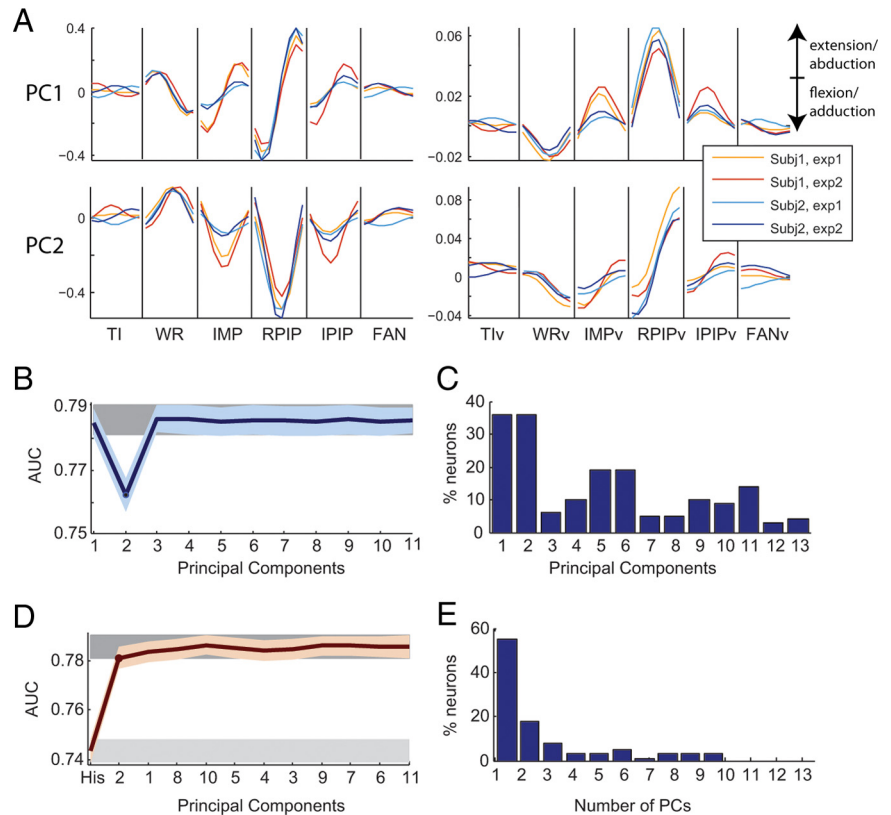 A
PC1
0.4
0
−0.4
0.06
0.02
−0.02
extension/
abduction
flexion/
adduction
Subj1, exp1
Subj1, exp2
Subj2, exp1
Subj2, exp2
PC2
0
−0.4
0.08
0.04
0
−0.04
TI WR IMP RPIP IPIP FAN
TIv WRv IMPv RPIPv IPIPv FANv
B
AUC
0.79
0.77
0.75
1 2 3 4 5 6 7 8 9 10 11
Principal Components
C
% neurons
40
30
20
10
0
1 2 3 4 5 6 7 8 9 10 11 12 13
Principal Components
D
AUC
0.78
0.76
0.74
His 2 1 8 10 5 4 3 9 7 6 11
Principal Components
E
% neurons
60
40
20
0
1 2 3 4 5 6 7 8 9 10 11 12 13
Number of PCs